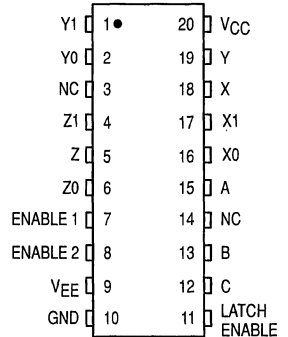 Y1 1 20 VCC
Y0 2 19 Y
NC 3 18 X
Z1 4 17 X1
Z 5 16 X0
Z0 6 15 A
ENABLE 1 7 14 NC
ENABLE 2 8 13 B
VEE 9 12 C
GND 10 11 LATCH
ENABLE